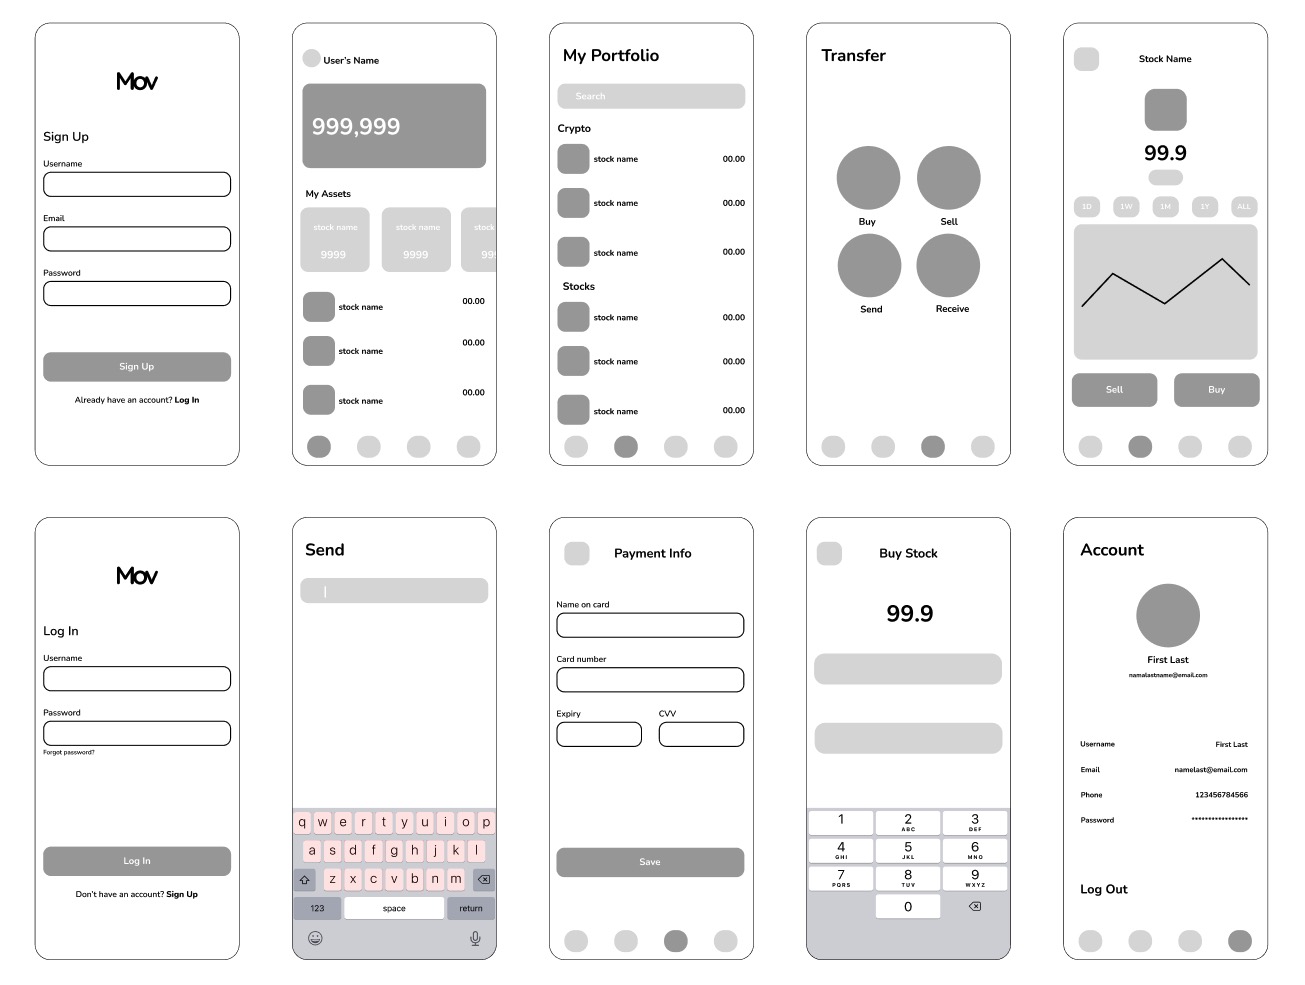 Mov
Sign Up
Username
Email
Password
Sign Up
Already have an account? Log In
User's Name
999,999
My Assets
stock name stock name stock
9999 9999 999
stock name 00.00
stock name 00.00
stock name 00.00
My Portfolio
Search
Crypto
stock name 00.00
stock name 00.00
stock name 00.00
Stocks
stock name 00.00
stock name 00.00
stock name 00.00
Transfer
Buy Sell
Send Receive
Stock Name
99.9
1D 1W 1M 1Y ALL
Sell Buy
Mov
Log In
Username
Password
Forgot password?
Log In
Don't have an account? Sign Up
Send
q w e r t y u i o p
a s d f g h j k l
z x c v b n m
123 space return
Payment Info
Name on card
Card number
Expiry CVV
Save
Buy Stock
99.9
1 2 3
ABC DEF
4 5 6
GHI JKL MNO
7 8 9
PQRS TUV WXYZ
0
Account
First Last
namalastname@email.com
Username First Last
Email namelast@email.com
Phone 123456784566
Password *****************
Log Out